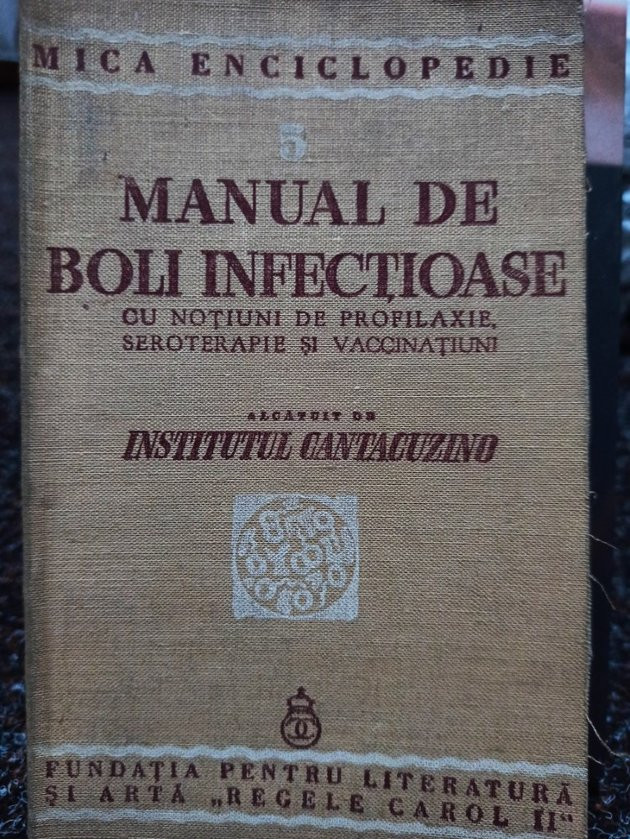 MICA ENCICLOPEDIE
5
MANUAL DE
BOLI INFECȚIOASE
CU NOȚIUNI DE PROFILAXIE,
SEROTERAPIE ȘI VACCINAȚIUNI
ALCĂTUIT DE
INSTITUTUL CANTACUZINO
FUNDAȚIA PENTRU LITERATURĂ
ȘI ARTĂ „REGELE CAROL II"